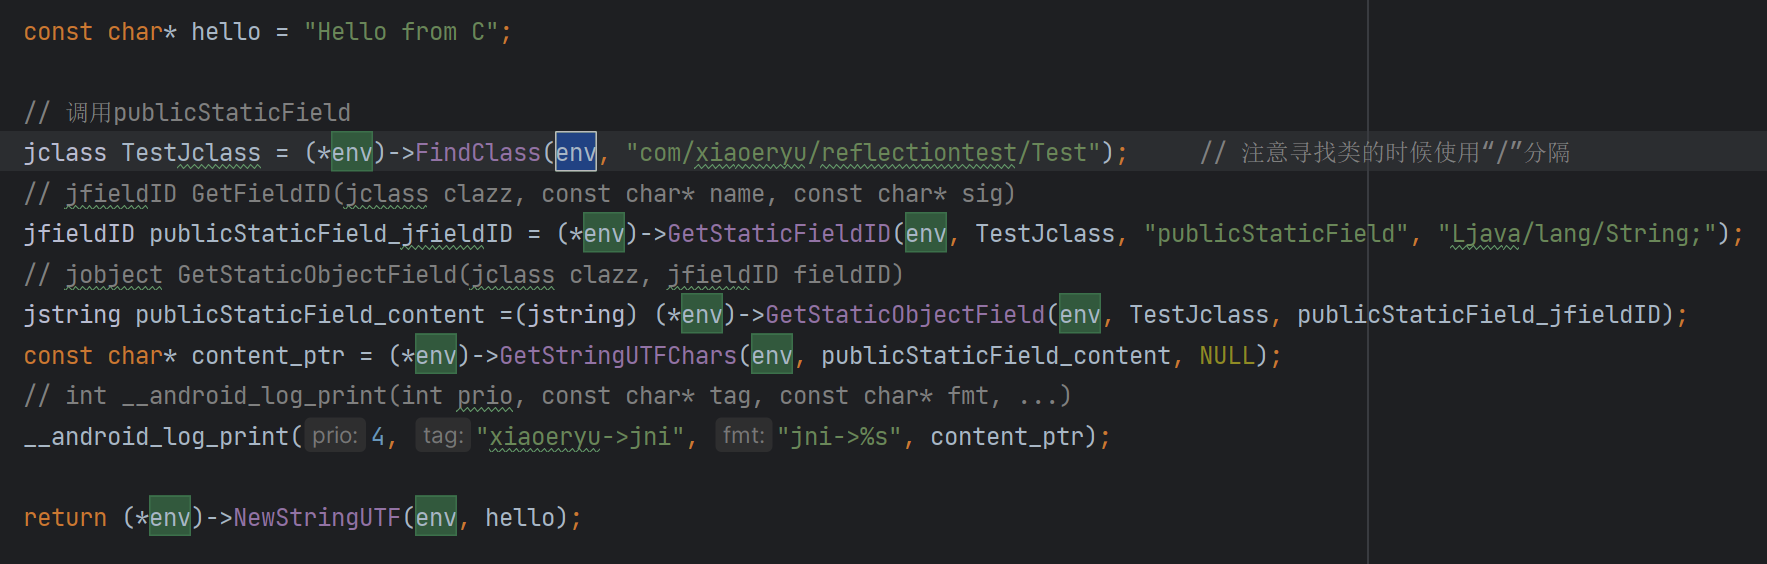 const char* hello = "Hello from C";
// 调用publicStaticField
jclass TestJclass = (*env)->FindClass(env, "com/xiaoeryu/reflectiontest/Test");     // 注意寻找类的时候使用“/”分隔
// jfieldID GetFieldID(jclass clazz, const char* name, const char* sig)
jfieldID publicStaticField_jfieldID = (*env)->GetStaticFieldID(env, TestJclass, "publicStaticField", "Ljava/lang/String;");
// jobject GetStaticObjectField(jclass clazz, jfieldID fieldID)
jstring publicStaticField_content =(jstring) (*env)->GetStaticObjectField(env, TestJclass, publicStaticField_jfieldID);
const char* content_ptr = (*env)->GetStringUTFChars(env, publicStaticField_content, NULL);
// int __android_log_print(int prio, const char* tag, const char* fmt, ...)
__android_log_print(prio: 4, tag: "xiaoeryu->jni", fmt: "jni->%s", content_ptr);
return (*env)->NewStringUTF(env, hello);